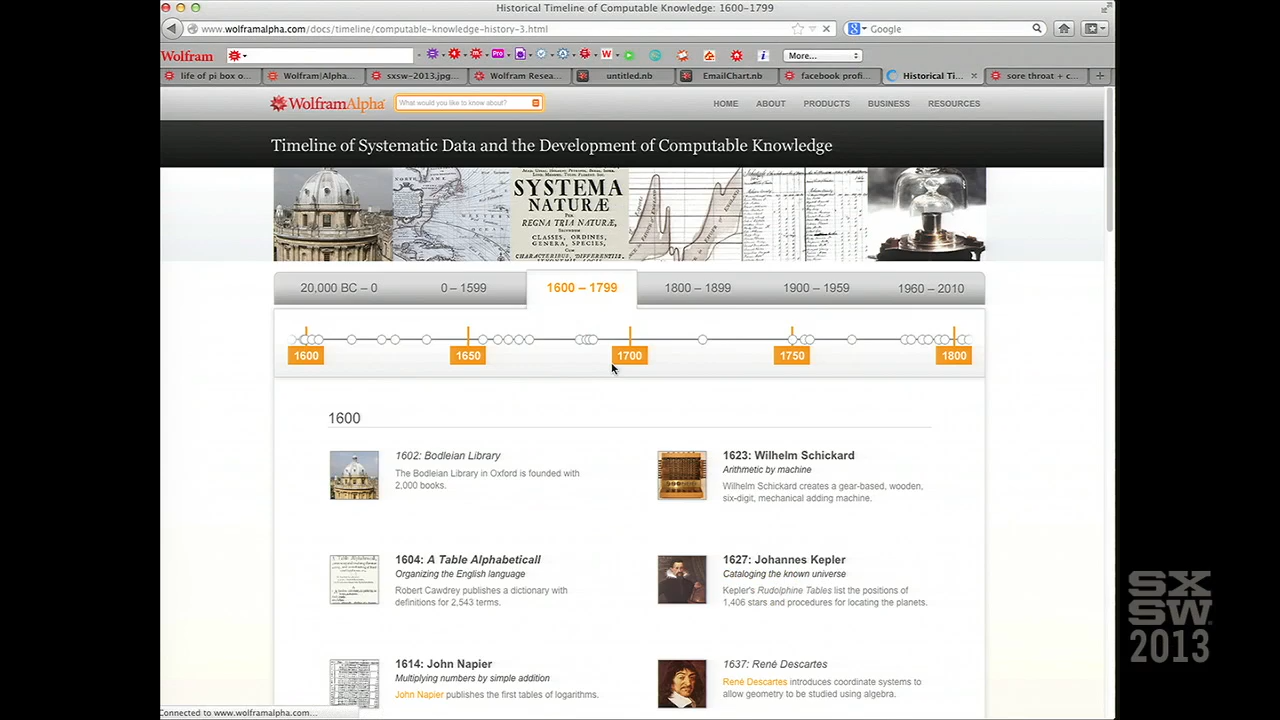 Historical Timeline of Computable Knowledge: 1600–1799
www.wolframalpha.com/docs/timeline/computable-knowledge-history-3.html
Google
Wolfram
More...
life of pi box o...
Wolfram|Alpha...
sxsw-2013.jpg...
Wolfram Resea...
untitled.nb
EmailChart.nb
facebook profi...
Historical Ti...
sore throat + c...
WolframAlpha
What would you like to know about?
HOME
ABOUT
PRODUCTS
BUSINESS
RESOURCES
Timeline of Systematic Data and the Development of Computable Knowledge
SYSTEMA
NATURÆ
REGNA TRIA NATURÆ,
CLASSES, ORDINES,
GENERA, SPECIES,
20,000 BC – 0
0 – 1599
1600 – 1799
1800 – 1899
1900 – 1959
1960 – 2010
1600
1650
1700
1750
1800
1600
1602: Bodleian Library
The Bodleian Library in Oxford is founded with
2,000 books.
1623: Wilhelm Schickard
Arithmetic by machine
Wilhelm Schickard creates a gear-based, wooden,
six-digit, mechanical adding machine.
1604: A Table Alphabeticall
Organizing the English language
Robert Cawdrey publishes a dictionary with
definitions for 2,543 terms.
1627: Johannes Kepler
Cataloging the known universe
Kepler's Rudolphine Tables list the positions of
1,406 stars and procedures for locating the planets.
1614: John Napier
Multiplying numbers by simple addition
John Napier publishes the first tables of logarithms.
1637: René Descartes
René Descartes introduces coordinate systems to
allow geometry to be studied using algebra.
Connected to www.wolframalpha.com...
SX
SW
2013